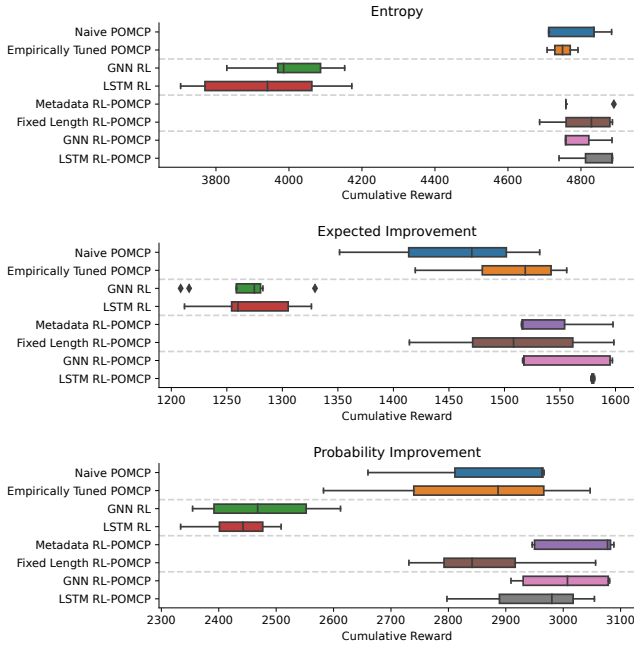 Entropy
Naive POMCP
Empirically Tuned POMCP
GNN RL
LSTM RL
Metadata RL-POMCP
Fixed Length RL-POMCP
GNN RL-POMCP
LSTM RL-POMCP
3800 4000 4200 4400 4600 4800
Cumulative Reward
Expected Improvement
Naive POMCP
Empirically Tuned POMCP
GNN RL
LSTM RL
Metadata RL-POMCP
Fixed Length RL-POMCP
GNN RL-POMCP
LSTM RL-POMCP
1200 1250 1300 1350 1400 1450 1500 1550 1600
Cumulative Reward
Probability Improvement
Naive POMCP
Empirically Tuned POMCP
GNN RL
LSTM RL
Metadata RL-POMCP
Fixed Length RL-POMCP
GNN RL-POMCP
LSTM RL-POMCP
2300 2400 2500 2600 2700 2800 2900 3000 3100
Cumulative Reward